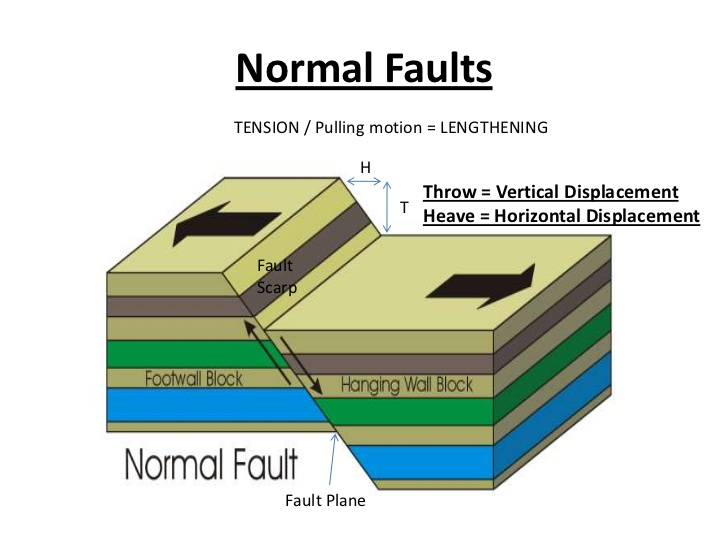 Normal Faults
TENSION / Pulling motion = LENGTHENING
H
Throw = Vertical Displacement
T
Heave = Horizontal Displacement
Fault
Scarp
Footwall Block
Hanging Wall Block
Normal Fault
Fault Plane